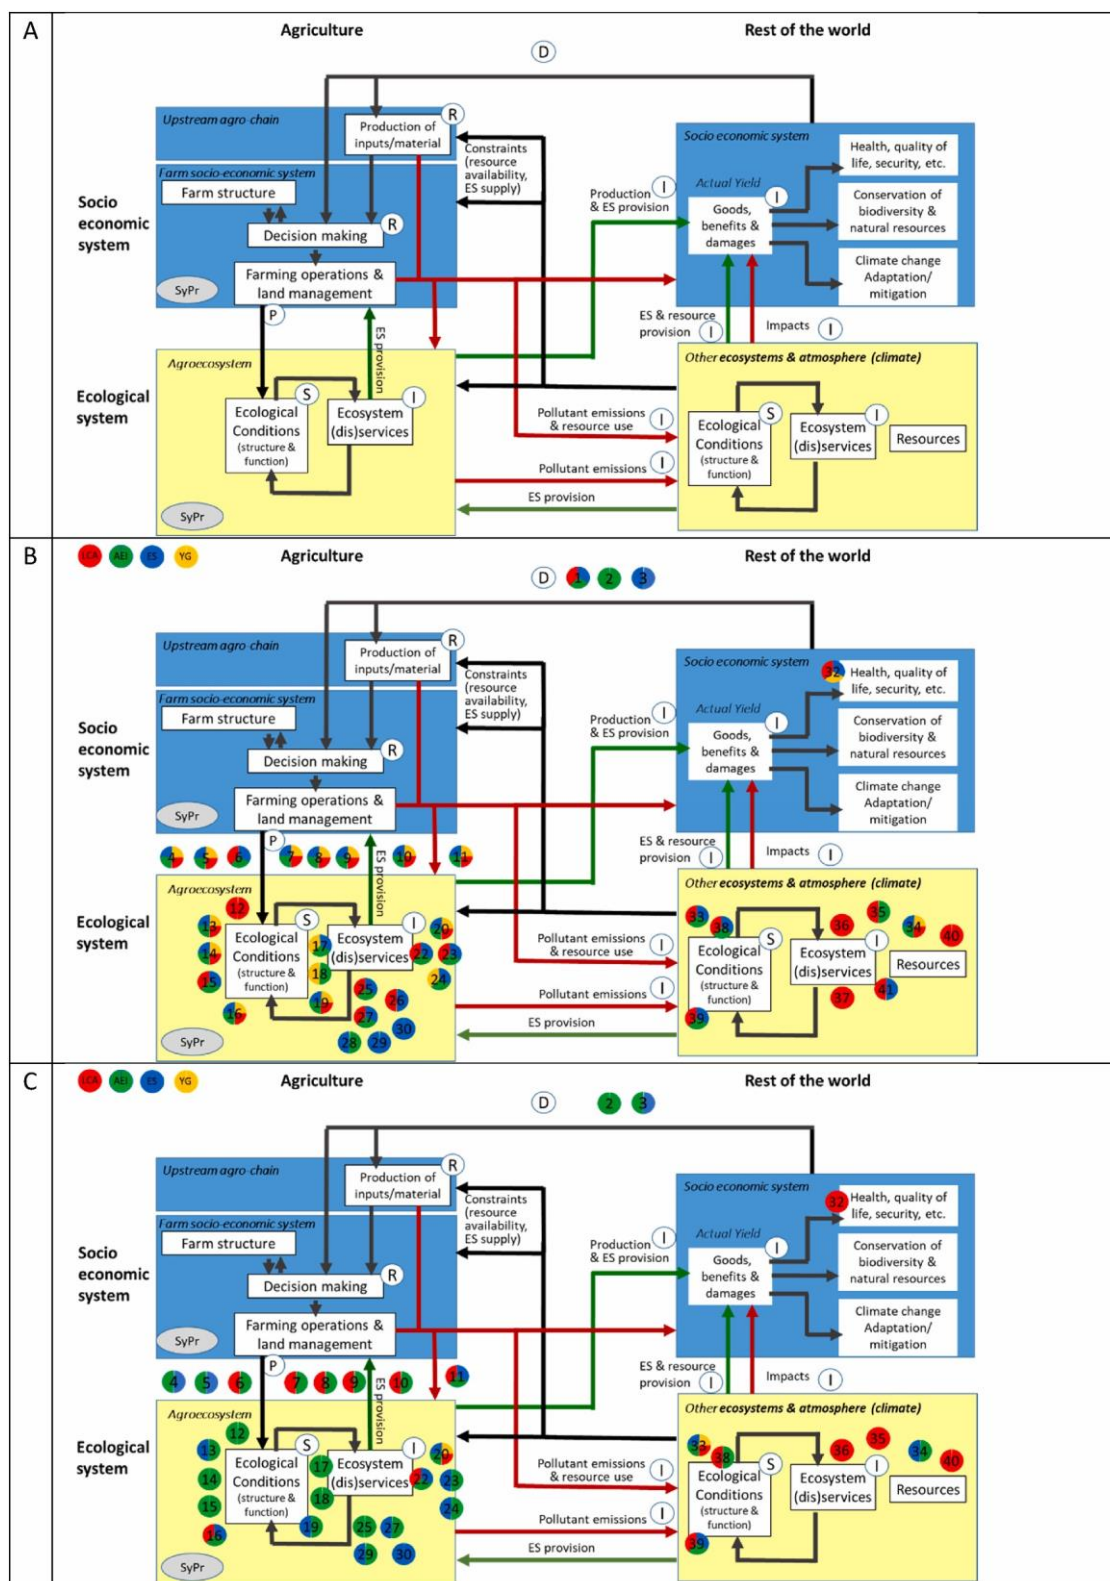 A
Agriculture
Rest of the world
D
Upstream agro-chain
Production of
inputs/material
R
Constraints
(resource
availability,
ES supply)
Farm socio-economic system
Farm structure
Socio
economic
system
Decision making
R
Farming operations &
land management
SyPr
P
Production
& ES provision
I
Socio economic system
Actual Yield
I
Goods,
benefits &
damages
Health, quality of
life, security, etc.
Conservation of
biodiversity &
natural resources
Climate change
Adaptation/
mitigation
ES & resource
provision
I
Impacts
I
ES provision
Agroecosystem
Ecological
system
Ecological
Conditions
(structure &
function)
S
Ecosystem
(dis)services
I
SyPr
Pollutant emissions
& resource use
I
Pollutant emissions
I
ES provision
Other ecosystems & atmosphere (climate)
Ecological
Conditions
(structure &
function)
S
Ecosystem
(dis)services
I
Resources
B
LCA
AEI
ES
YG
Agriculture
Rest of the world
D
1
2
3
Upstream agro-chain
Production of
inputs/material
R
Constraints
(resource
availability,
ES supply)
Farm socio-economic system
Farm structure
Socio
economic
system
Decision making
R
Farming operations &
land management
SyPr
P
Production
& ES provision
I
Socio economic system
Actual Yield
I
Goods,
benefits &
damages
32
Health, quality of
life, security, etc.
Conservation of
biodiversity &
natural resources
Climate change
Adaptation/
mitigation
ES & resource
provision
I
Impacts
I
4
5
6
7
8
9
10
11
ES provision
Agroecosystem
Ecological
system
12
13
14
15
16
Ecological
Conditions
(structure &
function)
S
17
18
19
Ecosystem
(dis)services
I
20
22
23
24
25
26
27
28
29
30
SyPr
Pollutant emissions
& resource use
I
Pollutant emissions
I
ES provision
Other ecosystems & atmosphere (climate)
33
38
39
Ecological
Conditions
(structure &
function)
S
36
35
34
40
Ecosystem
(dis)services
I
Resources
37
41
C
LCA
AEI
ES
YG
Agriculture
Rest of the world
D
2
3
Upstream agro-chain
Production of
inputs/material
R
Constraints
(resource
availability,
ES supply)
Farm socio-economic system
Farm structure
Socio
economic
system
Decision making
R
Farming operations &
land management
SyPr
P
Production
& ES provision
I
Socio economic system
Actual Yield
I
Goods,
benefits &
damages
32
Health, quality of
life, security, etc.
Conservation of
biodiversity &
natural resources
Climate change
Adaptation/
mitigation
ES & resource
provision
I
Impacts
I
4
5
6
7
8
9
10
11
ES provision
Agroecosystem
Ecological
system
12
13
14
15
16
Ecological
Conditions
(structure &
function)
S
17
18
19
Ecosystem
(dis)services
I
20
22
23
24
25
27
29
30
SyPr
Pollutant emissions
& resource use
I
Pollutant emissions
I
ES provision
Other ecosystems & atmosphere (climate)
33
38
39
Ecological
Conditions
(structure &
function)
S
36
35
34
40
Ecosystem
(dis)services
I
Resources